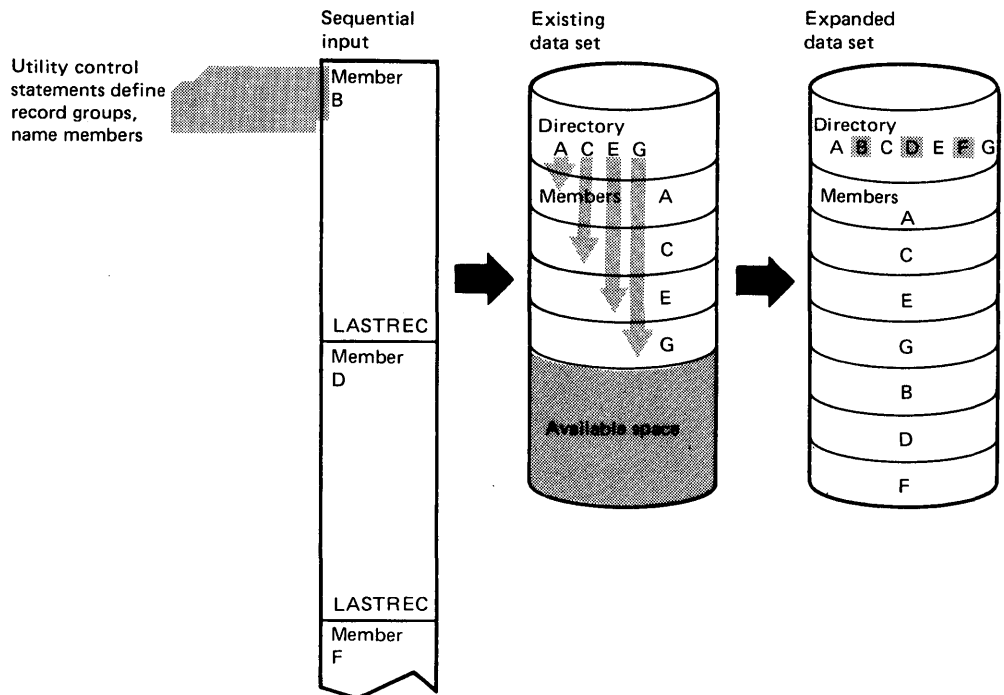 Sequential
input
Existing
data set
Expanded
data set
Utility control
statements define
record groups,
name members
Member
B
LASTREC
Member
D
LASTREC
Member
F
Directory
A C E G
Members A
C
E
G
Available space
Directory
A B C D E F G
Members
A
C
E
G
B
D
F